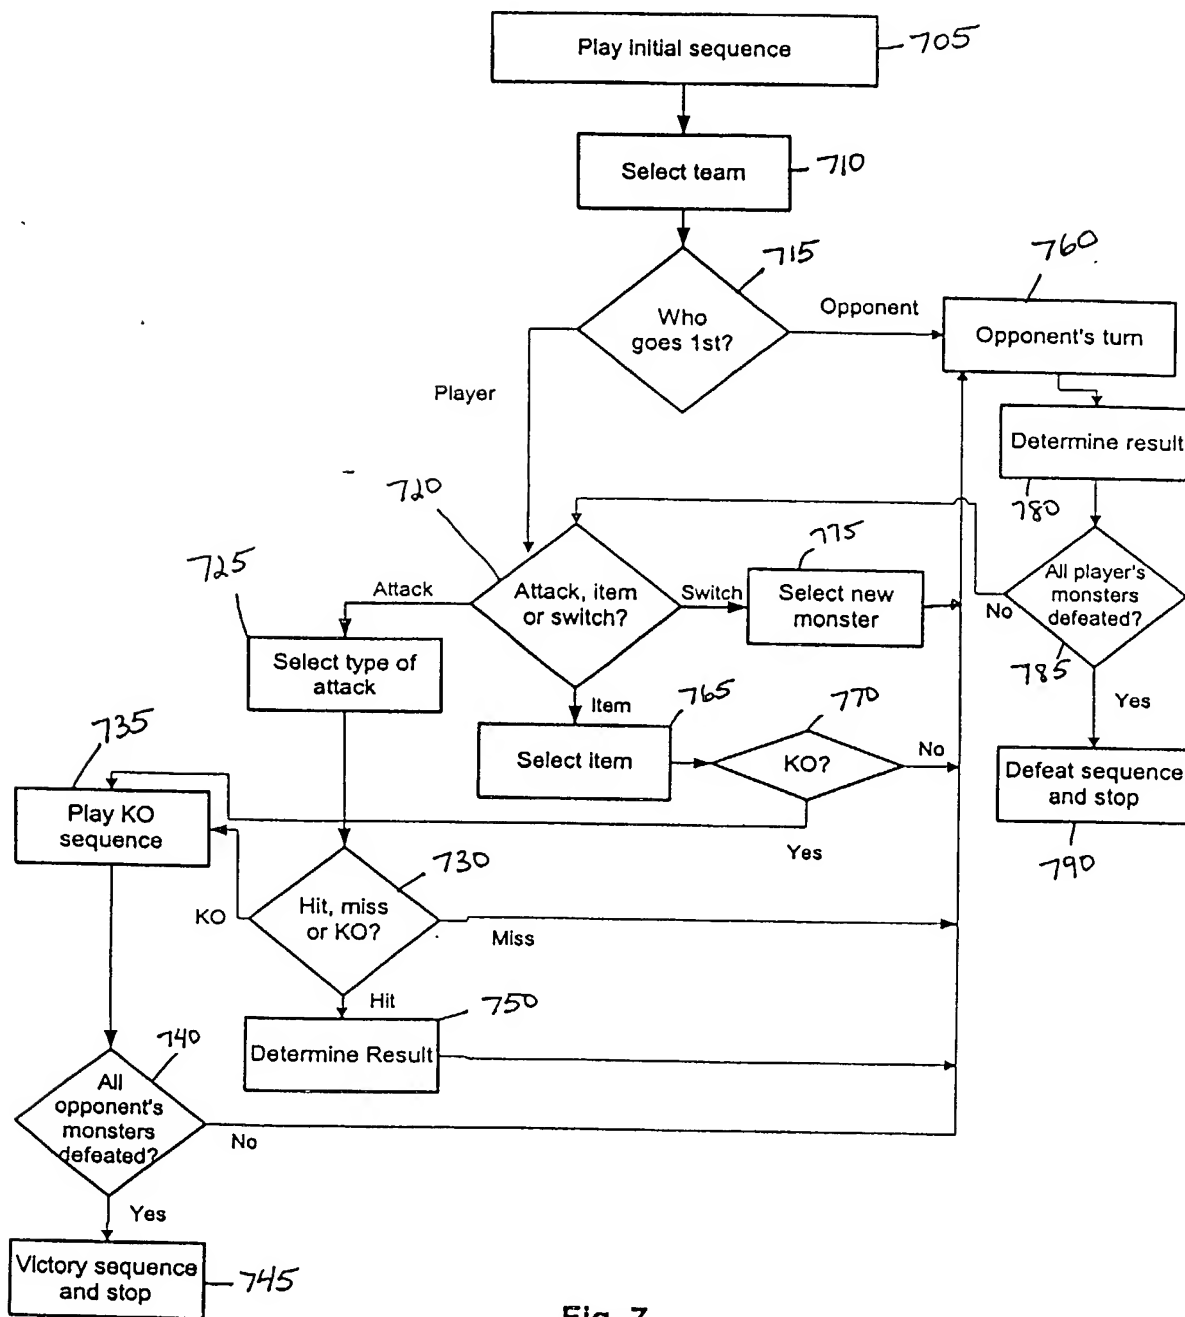 Play initial sequence
705
Select team
710
715
Who
goes 1st?
Opponent
Player
760
Opponent's turn
Determine result
780
720
Attack, item
or switch?
Attack
Switch
775
Select new
monster
All player's
monsters
defeated?
No
785
Yes
725
Select type of
attack
Item
765
Select item
770
KO?
No
Yes
Defeat sequence
and stop
790
735
Play KO
sequence
730
Hit, miss
or KO?
KO
Miss
Hit
750
Determine Result
740
All
opponent's
monsters
defeated?
No
Yes
Victory sequence
and stop
745
Fig. 7